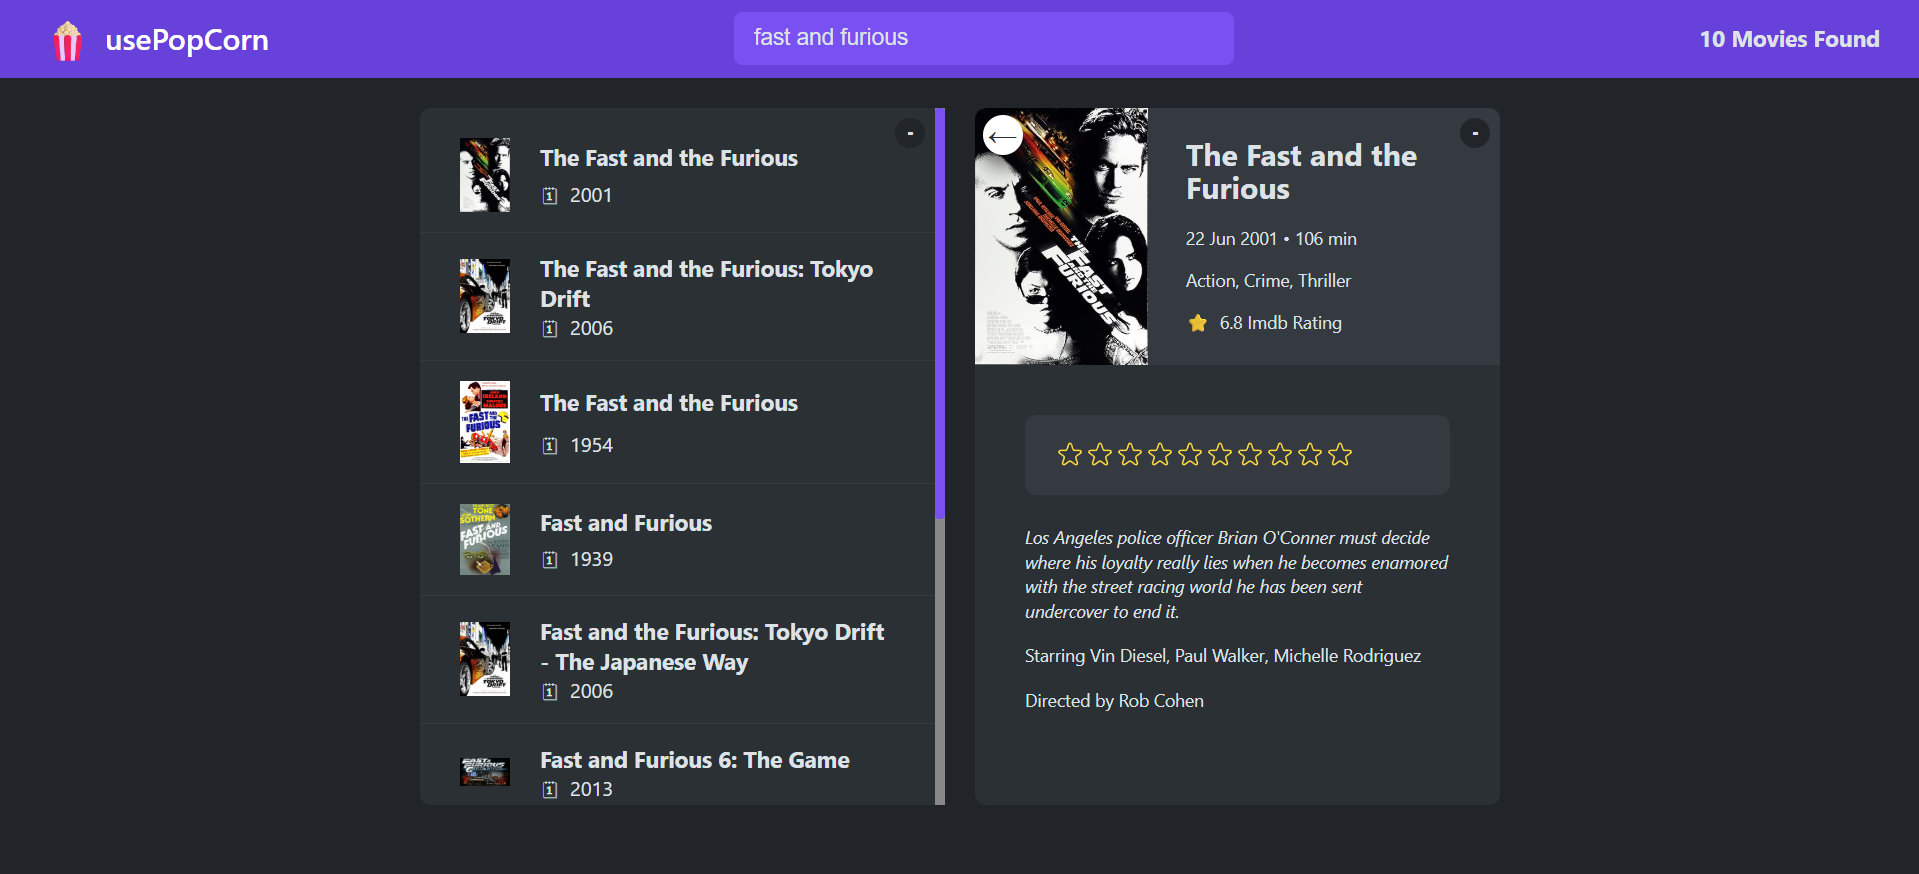 usePopCorn
fast and furious
10 Movies Found
-
The Fast and the Furious
2001
The Fast and the Furious: Tokyo
Drift
2006
The Fast and the Furious
1954
Fast and Furious
1939
Fast and the Furious: Tokyo Drift
- The Japanese Way
2006
Fast and Furious 6: The Game
2013
←
THE
FAST
AND THE
FURIOUS
-
The Fast and the
Furious
22 Jun 2001 • 106 min
Action, Crime, Thriller
6.8 Imdb Rating
Los Angeles police officer Brian O'Conner must decide
where his loyalty really lies when he becomes enamored
with the street racing world he has been sent
undercover to end it.
Starring Vin Diesel, Paul Walker, Michelle Rodriguez
Directed by Rob Cohen